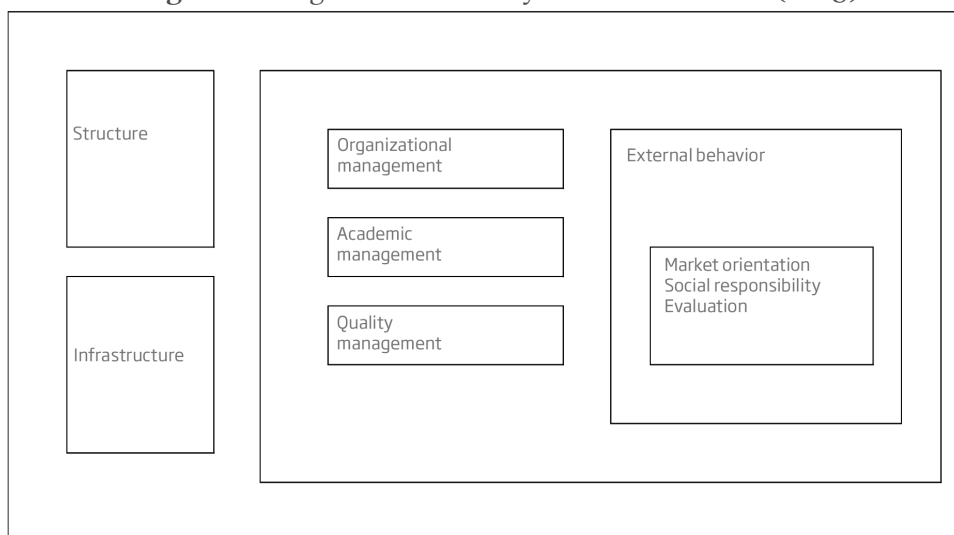 Structure
Infrastructure
Organizational
management
Academic
management
Quality
management
External behavior
Market orientation
Social responsibility
Evaluation